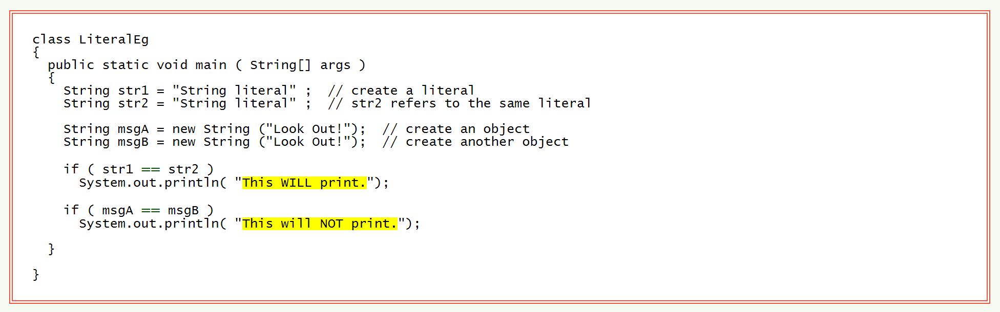 class LiteralEg
{
  public static void main ( String[] args )
  {
    String str1 = "String literal" ;  // create a literal
    String str2 = "String literal" ;  // str2 refers to the same literal

    String msgA = new String ("Look Out!");  // create an object
    String msgB = new String ("Look Out!");  // create another object

    if ( str1 == str2 )
      System.out.println( "This WILL print.");

    if ( msgA == msgB )
      System.out.println( "This will NOT print.");

  }

}